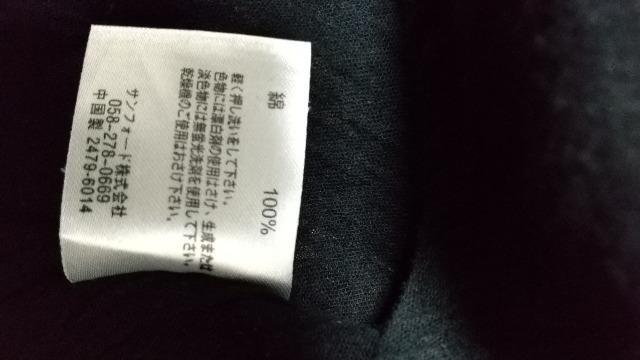 綿 100%
軽く押し洗いをして下さい。
色物には漂白剤の使用はさけ、生成または
淡色物には無蛍光洗剤を使用して下さい。
乾燥機のご使用はおさけ下さい。
サンフォード株式会社
058-278-0669
中国製 2479-6014